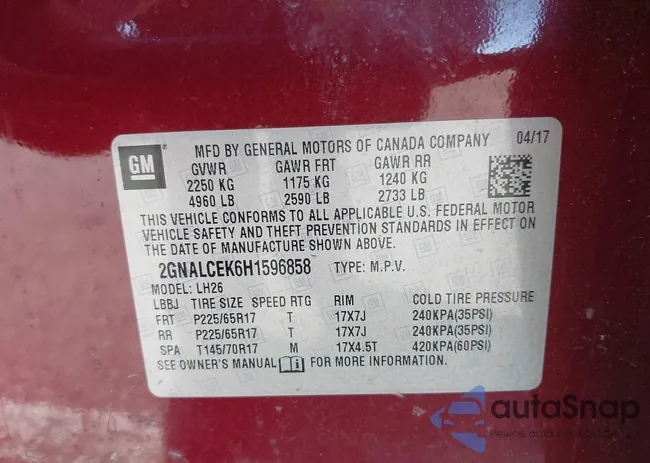 MFD BY GENERAL MOTORS OF CANADA COMPANY 04/17
GM
GVWR GAWR FRT GAWR RR
2250 KG 1175 KG 1240 KG
4960 LB 2590 LB 2733 LB
THIS VEHICLE CONFORMS TO ALL APPLICABLE U.S. FEDERAL MOTOR
VEHICLE SAFETY AND THEFT PREVENTION STANDARDS IN EFFECT ON
THE DATE OF MANUFACTURE SHOWN ABOVE.
2GNALCEK6H1596858 TYPE: M.P.V.
MODEL: LH26
LBBJ TIRE SIZE SPEED RTG RIM COLD TIRE PRESSURE
FRT P225/65R17 T 17X7J 240KPA(35PSI)
RR P225/65R17 T 17X7J 240KPA(35PSI)
SPA T145/70R17 M 17X4.5T 420KPA(60PSI)
SEE OWNER'S MANUAL i FOR MORE INFORMATION.
autoSnap
Pewne auto z